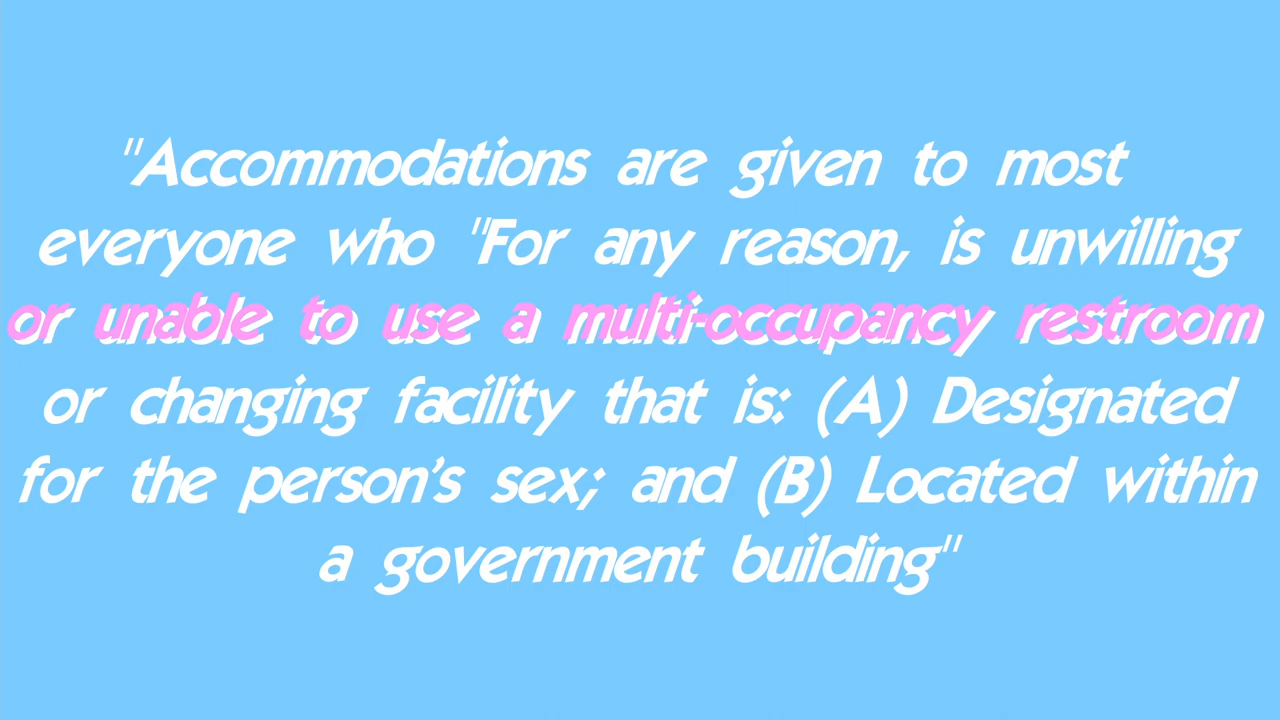 "Accommodations are given to most
everyone who "For any reason, is unwilling
or unable to use a multi-occupancy restroom
or changing facility that is: (A) Designated
for the person's sex; and (B) Located within
a government building"